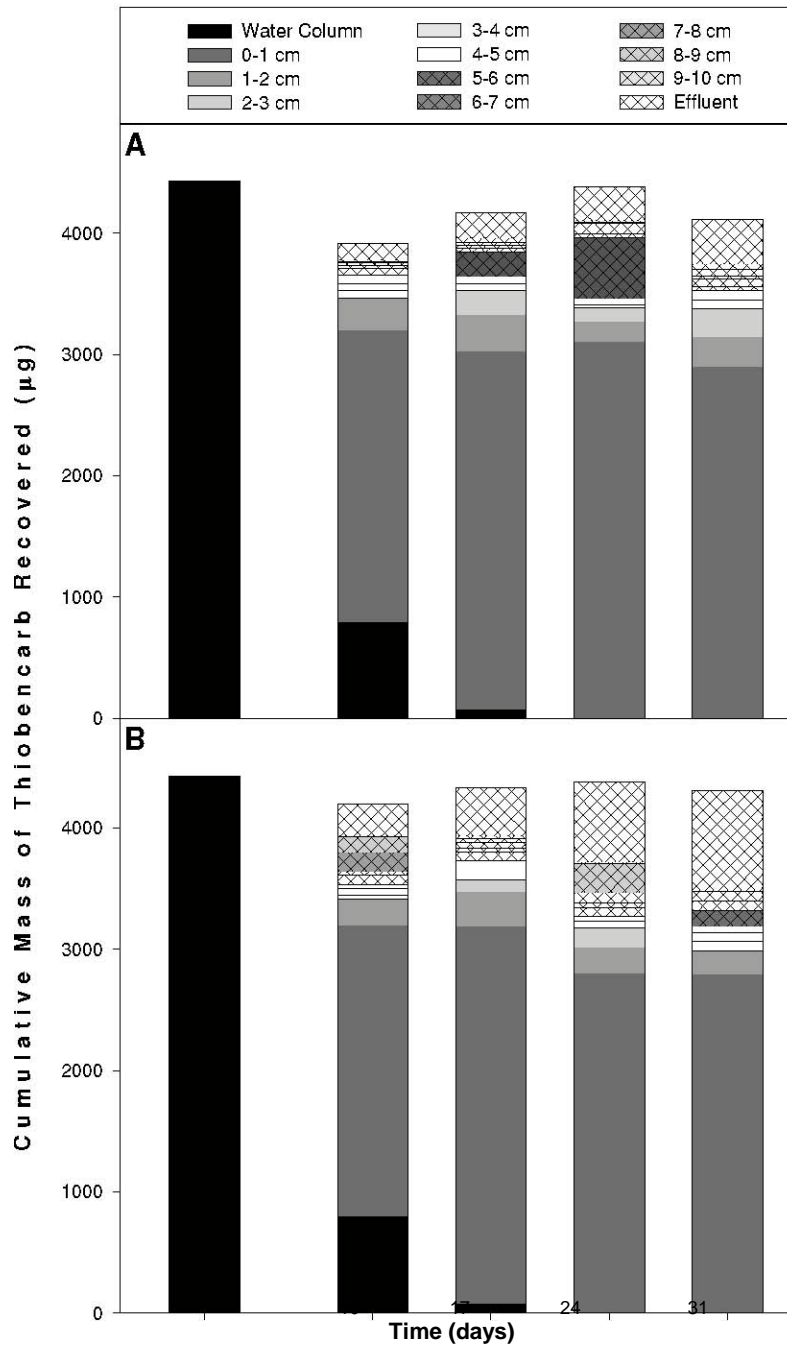 Water Column
0-1 cm
1-2 cm
2-3 cm
3-4 cm
4-5 cm
5-6 cm
6-7 cm
7-8 cm
8-9 cm
9-10 cm
Effluent
A
4000
3000
2000
1000
0
B
4000
3000
2000
1000
0
Cumulative Mass of Thiobencarb Recovered (µg)
24
31
Time (days)